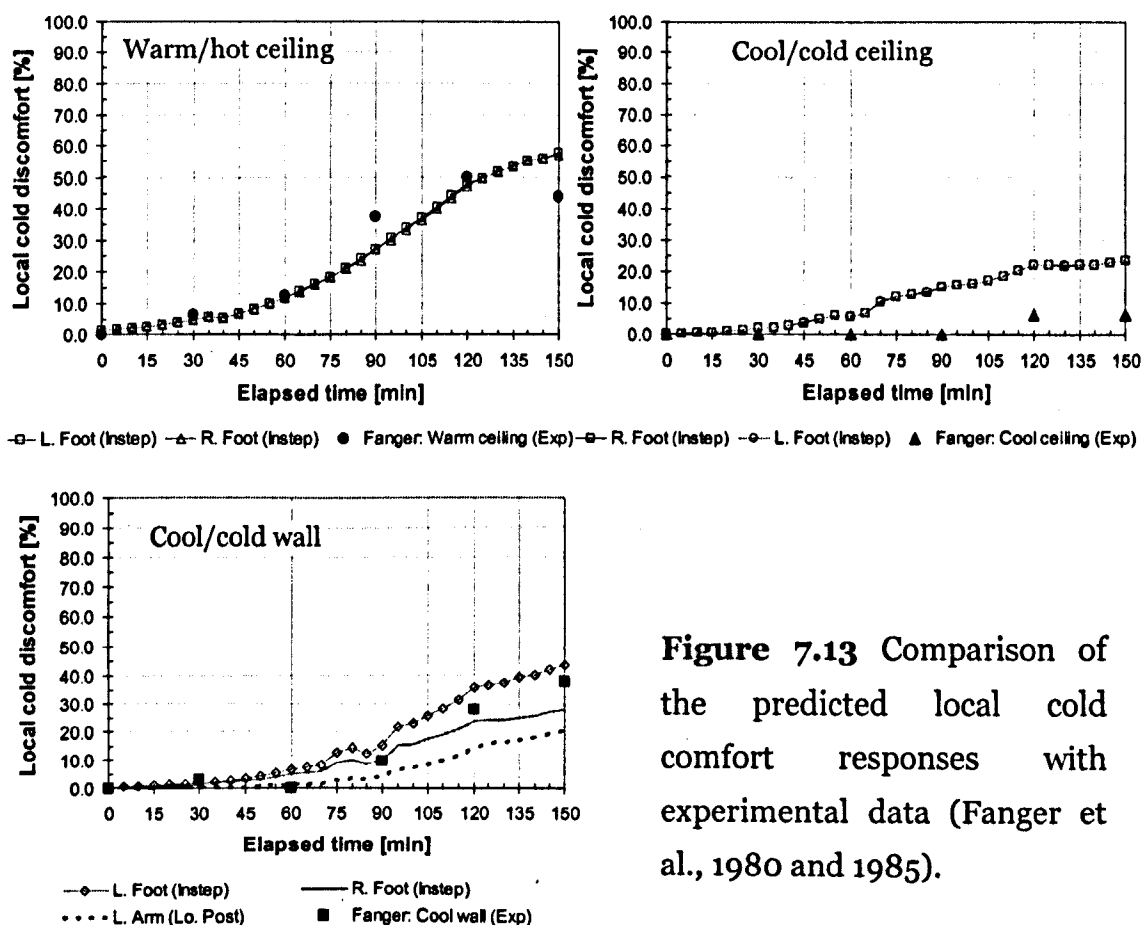 Warm/hot ceiling
Local cold discomfort [%]
100.0
90.0
80.0
70.0
60.0
50.0
40.0
30.0
20.0
10.0
0.0
0 15 30 45 60 75 90 105 120 135 150
Elapsed time [min]
L. Foot (Instep) R. Foot (Instep) Fanger: Warm ceiling (Exp)
Cool/cold ceiling
Local cold discomfort [%]
100.0
90.0
80.0
70.0
60.0
50.0
40.0
30.0
20.0
10.0
0.0
0 15 30 45 60 75 90 105 120 135 150
Elapsed time [min]
R. Foot (Instep) L. Foot (Instep) Fanger: Cool ceiling (Exp)
Cool/cold wall
Local cold discomfort [%]
100.0
90.0
80.0
70.0
60.0
50.0
40.0
30.0
20.0
10.0
0.0
0 15 30 45 60 75 90 105 120 135 150
Elapsed time [min]
L. Foot (Instep) R. Foot (Instep)
L. Arm (Lo. Post) Fanger: Cool wall (Exp)
Figure 7.13 Comparison of
the predicted local cold
comfort responses with
experimental data (Fanger et
al., 1980 and 1985).